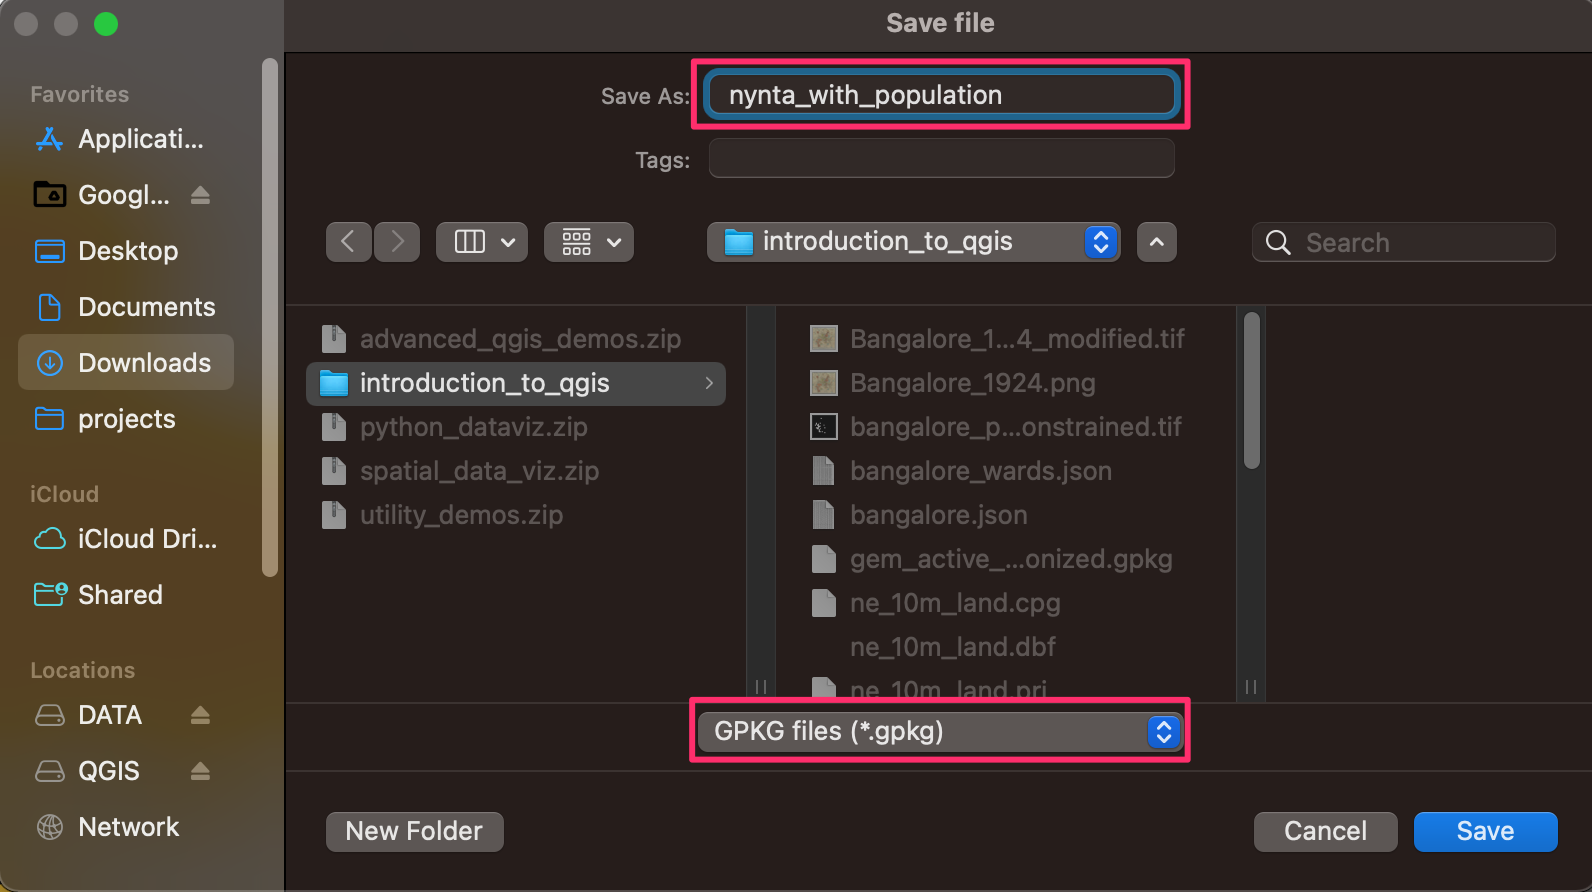 Save file
Save As:
nynta_with_population
Tags:
introduction_to_qgis
Search
Favorites
Applicati...
Googl...
Desktop
Documents
Downloads
projects
iCloud
iCloud Dri...
Shared
Locations
DATA
QGIS
Network
advanced_qgis_demos.zip
introduction_to_qgis
python_dataviz.zip
spatial_data_viz.zip
utility_demos.zip
Bangalore_1...4_modified.tif
Bangalore_1924.png
bangalore_p...onstrained.tif
bangalore_wards.json
bangalore.json
gem_active_...onized.gpkg
ne_10m_land.cpg
ne_10m_land.dbf
ne_10m_land.prj
GPKG files (*.gpkg)
New Folder
Cancel
Save